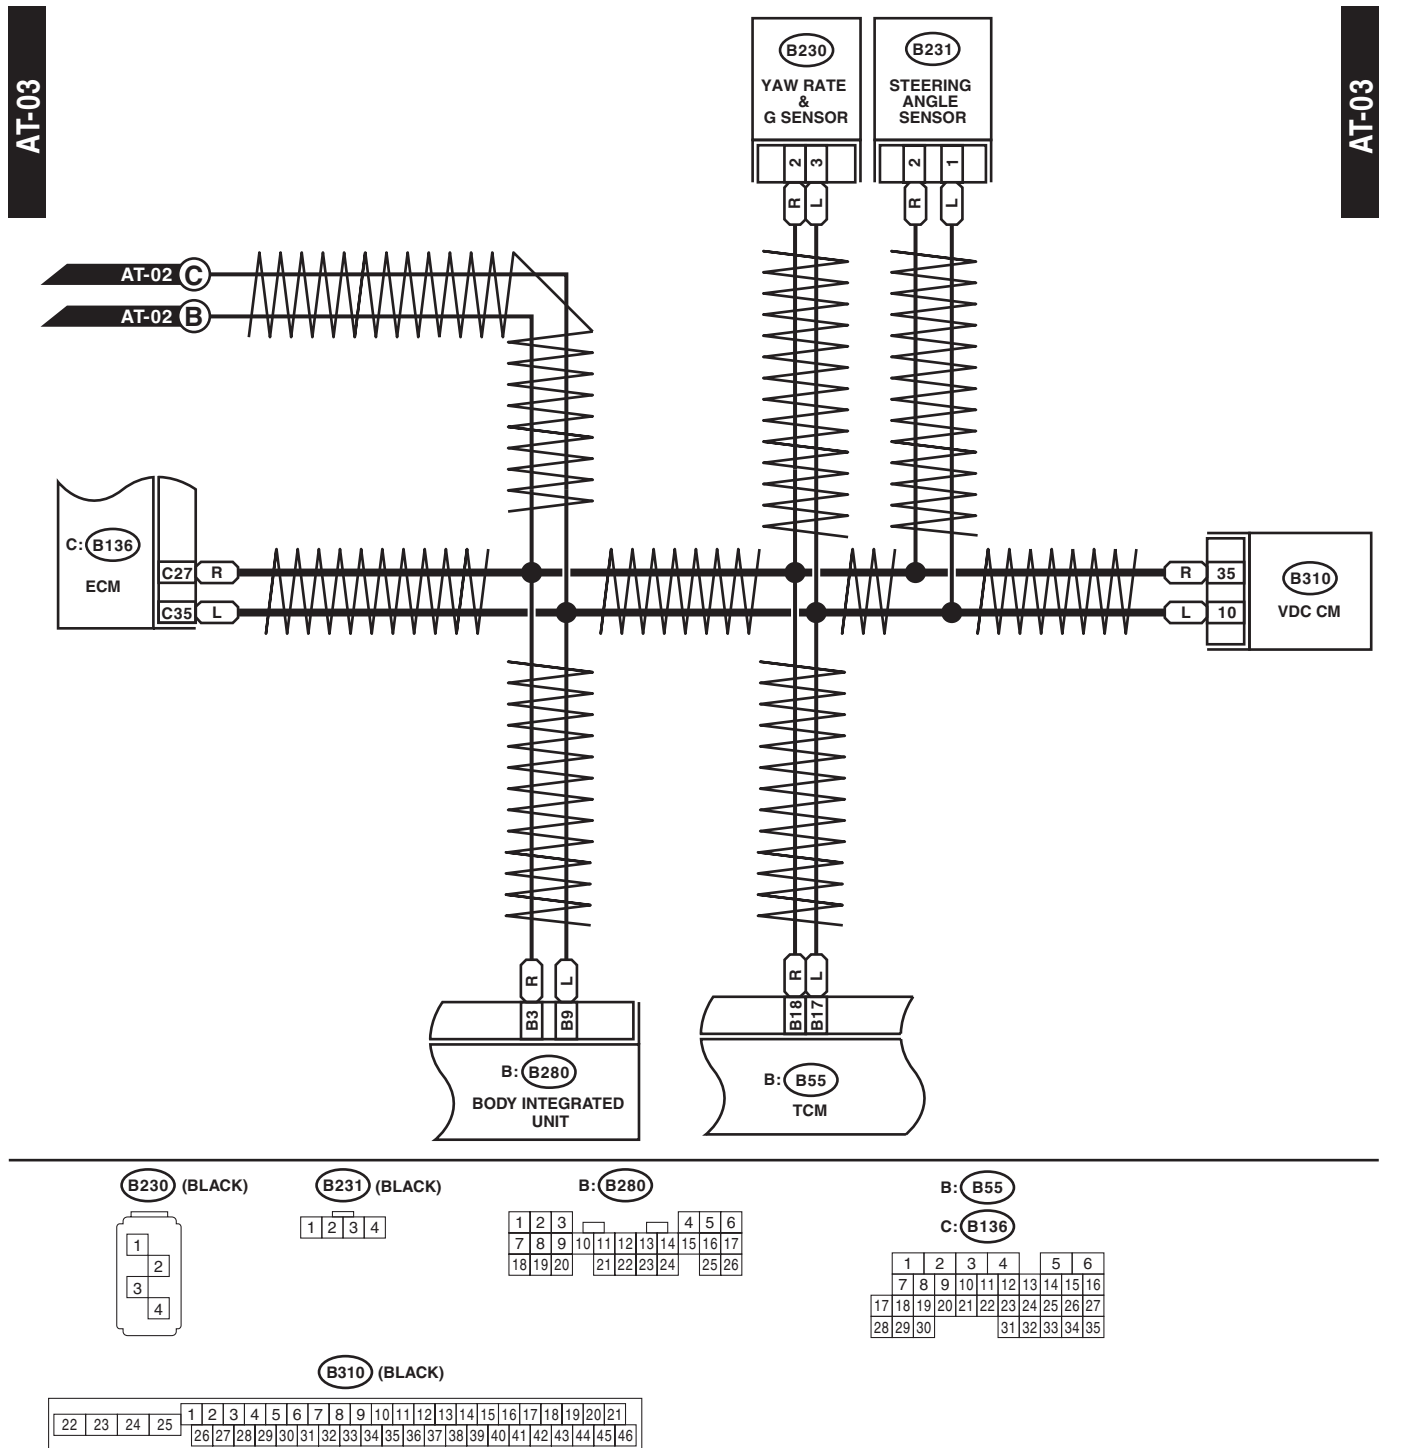 AT-03
AT-03
B230
YAW RATE
&
G SENSOR
2 3
R L
B231
STEERING
ANGLE
SENSOR
2 1
R L
AT-02 C
AT-02 B
C: B136
ECM
C27 R
C35 L
R 35
L 10
B310
VDC CM
R L
B3 B9
B: B280
BODY INTEGRATED
UNIT
R L
B18 B17
B: B55
TCM
B230 (BLACK)
1
2
3
4
B231 (BLACK)
1 2 3 4
B: B280
1 2 3 4 5 6
7 8 9 10 11 12 13 14 15 16 17
18 19 20 21 22 23 24 25 26
B: B55
C: B136
1 2 3 4 5 6
7 8 9 10 11 12 13 14 15 16
17 18 19 20 21 22 23 24 25 26 27
28 29 30 31 32 33 34 35
B310 (BLACK)
22 23 24 25
1 2 3 4 5 6 7 8 9 10 11 12 13 14 15 16 17 18 19 20 21
26 27 28 29 30 31 32 33 34 35 36 37 38 39 40 41 42 43 44 45 46